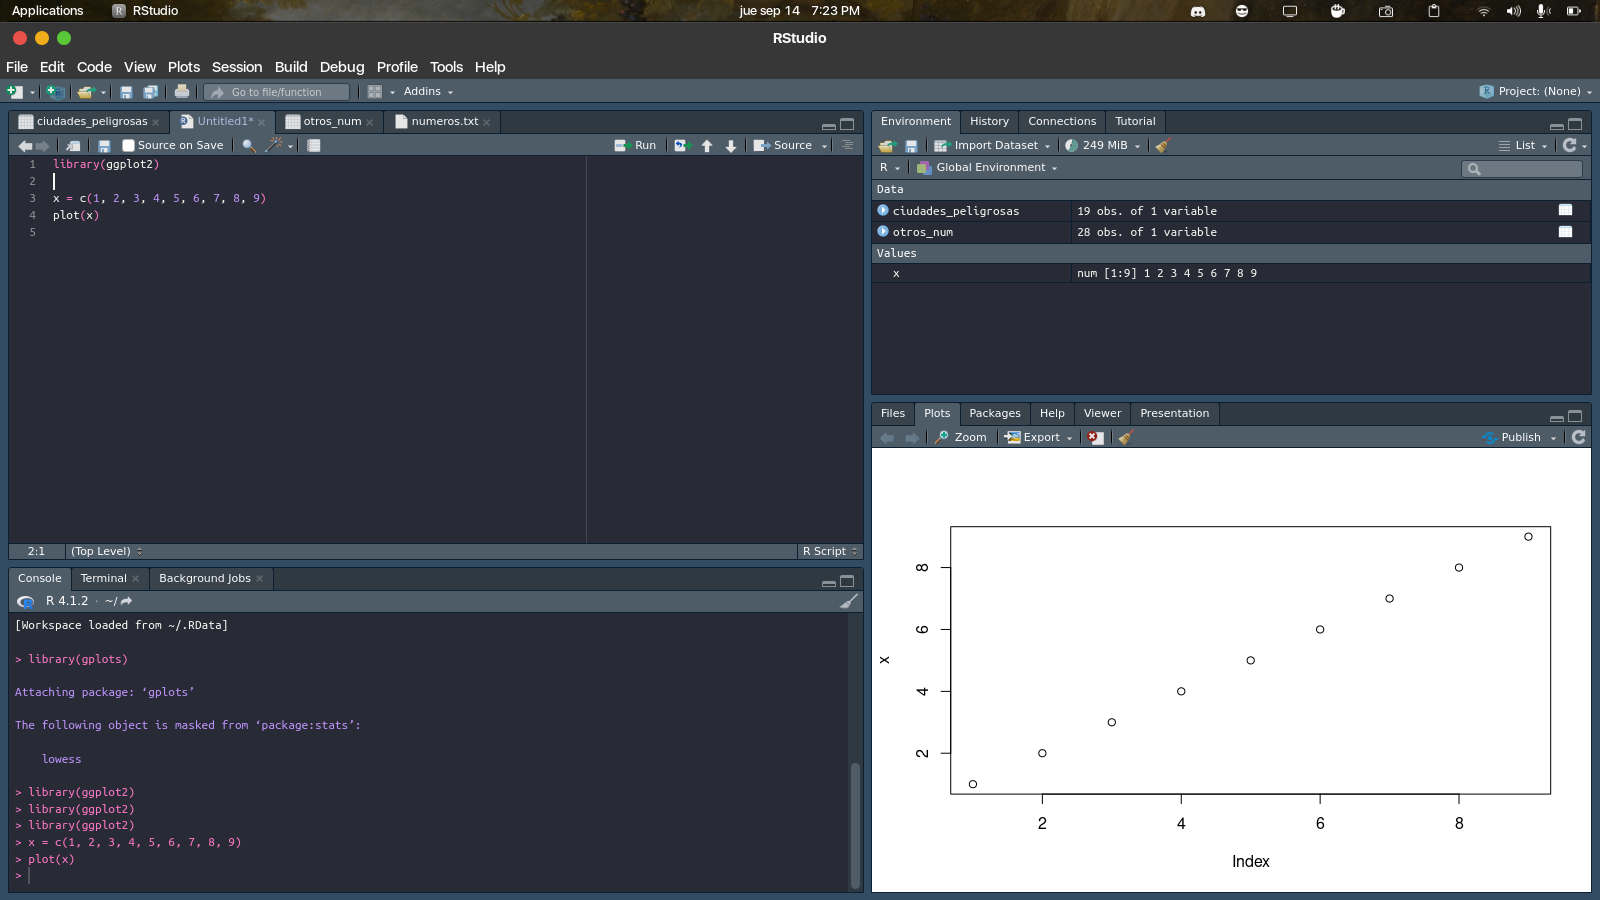 Applications RStudio jue sep 14 7:23 PM
RStudio
File Edit Code View Plots Session Build Debug Profile Tools Help
Go to file/function Addins Project: (None)
ciudades_peligrosas Untitled1* otros_num numeros.txt
Source on Save Run Source
1 library(ggplot2)
2
3 x = c(1, 2, 3, 4, 5, 6, 7, 8, 9)
4 plot(x)
5
2:1 (Top Level) R Script
Console Terminal Background Jobs
R 4.1.2 · ~/
[Workspace loaded from ~/.RData]
> library(gplots)
Attaching package: ‘gplots’
The following object is masked from ‘package:stats’:
lowess
> library(ggplot2)
> library(ggplot2)
> library(ggplot2)
> x = c(1, 2, 3, 4, 5, 6, 7, 8, 9)
> plot(x)
>
Environment History Connections Tutorial
Import Dataset 249 MiB List
R Global Environment
Data
ciudades_peligrosas 19 obs. of 1 variable
otros_num 28 obs. of 1 variable
Values
x num [1:9] 1 2 3 4 5 6 7 8 9
Files Plots Packages Help Viewer Presentation
Zoom Export Publish
8
6
x
4
2
2 4 6 8
Index